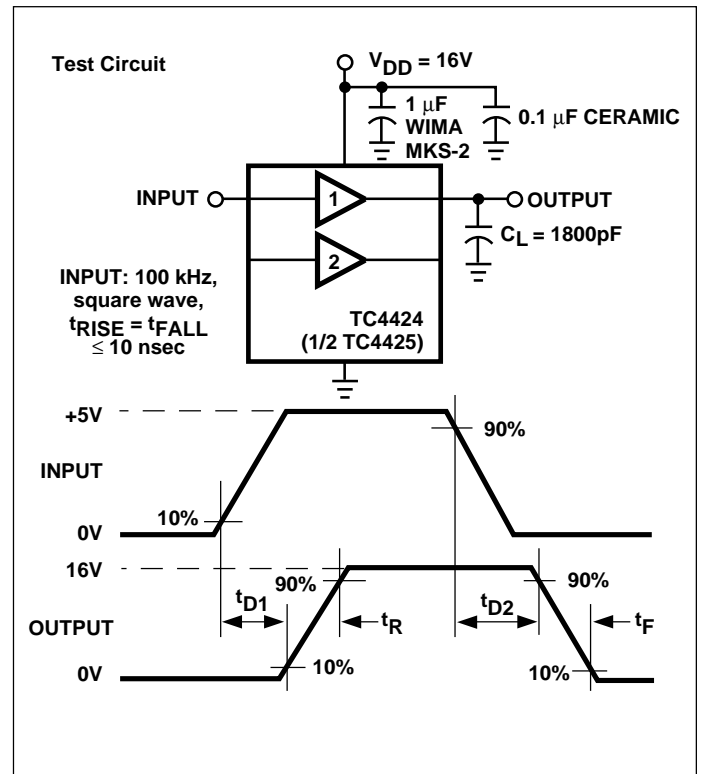 Test Circuit
VDD = 16V
1 μF
WIMA
MKS-2
0.1 μF CERAMIC
INPUT
1
OUTPUT
CL = 1800pF
2
INPUT: 100 kHz,
square wave,
tRISE = tFALL
≤ 10 nsec
TC4424
(1/2 TC4425)
+5V
90%
INPUT
10%
0V
16V
90%
90%
tD1
tR
tD2
tF
OUTPUT
0V
10%
10%